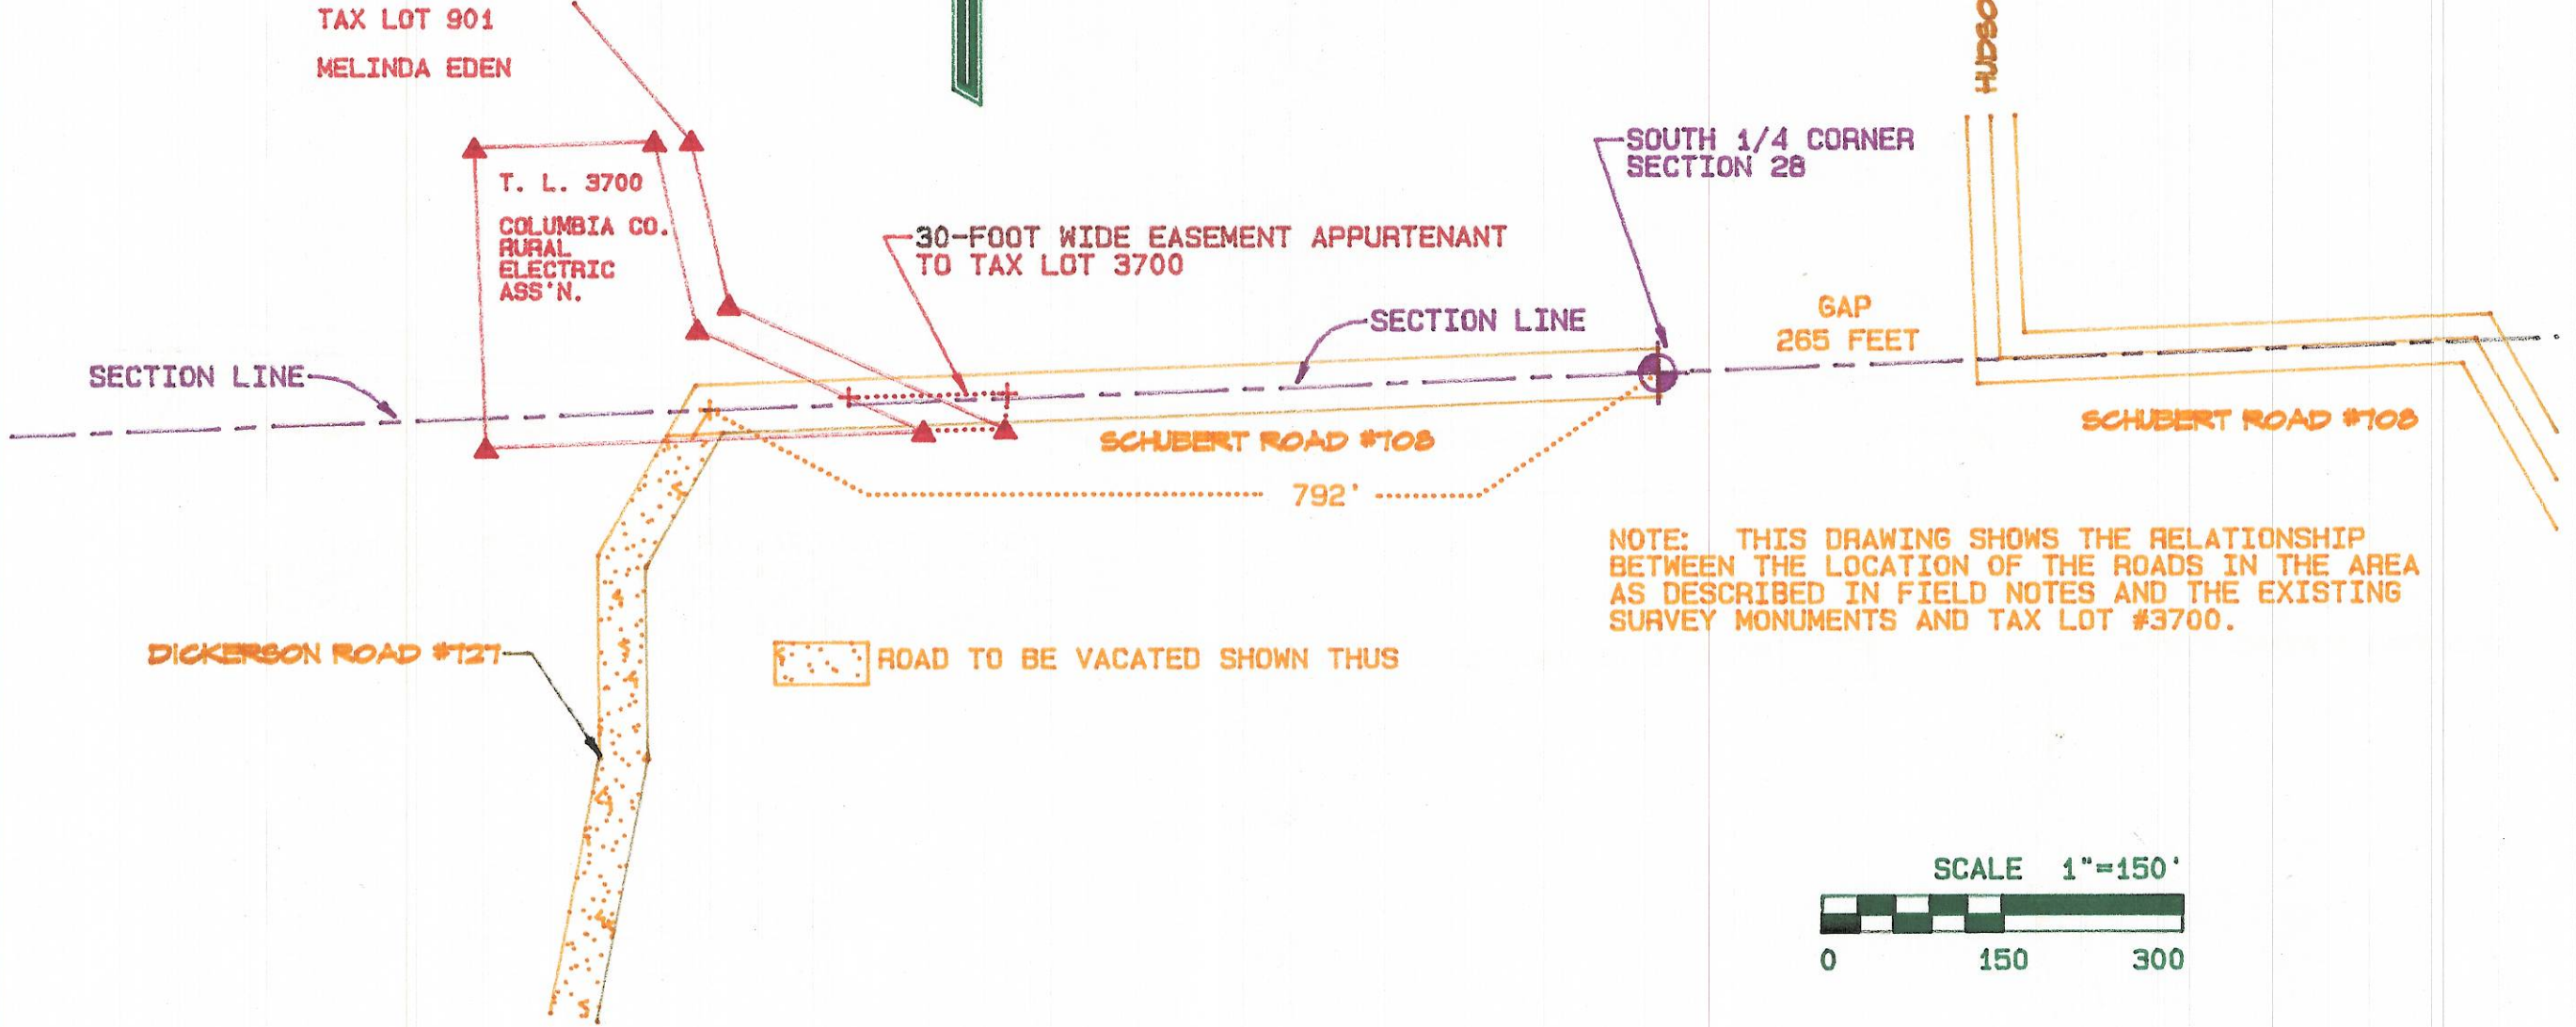 TAX LOT 901
MELINDA EDEN
T. L. 3700
COLUMBIA CO.
RURAL
ELECTRIC
ASS'N.
30-FOOT WIDE EASEMENT APPURTENANT
TO TAX LOT 3700
SOUTH 1/4 CORNER
SECTION 28
SECTION LINE
GAP
265 FEET
SECTION LINE
SCHUBERT ROAD #708
SCHUBERT ROAD #708
792'
NOTE: THIS DRAWING SHOWS THE RELATIONSHIP
BETWEEN THE LOCATION OF THE ROADS IN THE AREA
AS DESCRIBED IN FIELD NOTES AND THE EXISTING
SURVEY MONUMENTS AND TAX LOT #3700.
DICKERSON ROAD #727
ROAD TO BE VACATED SHOWN THUS
SCALE 1"=150'
0 150 300